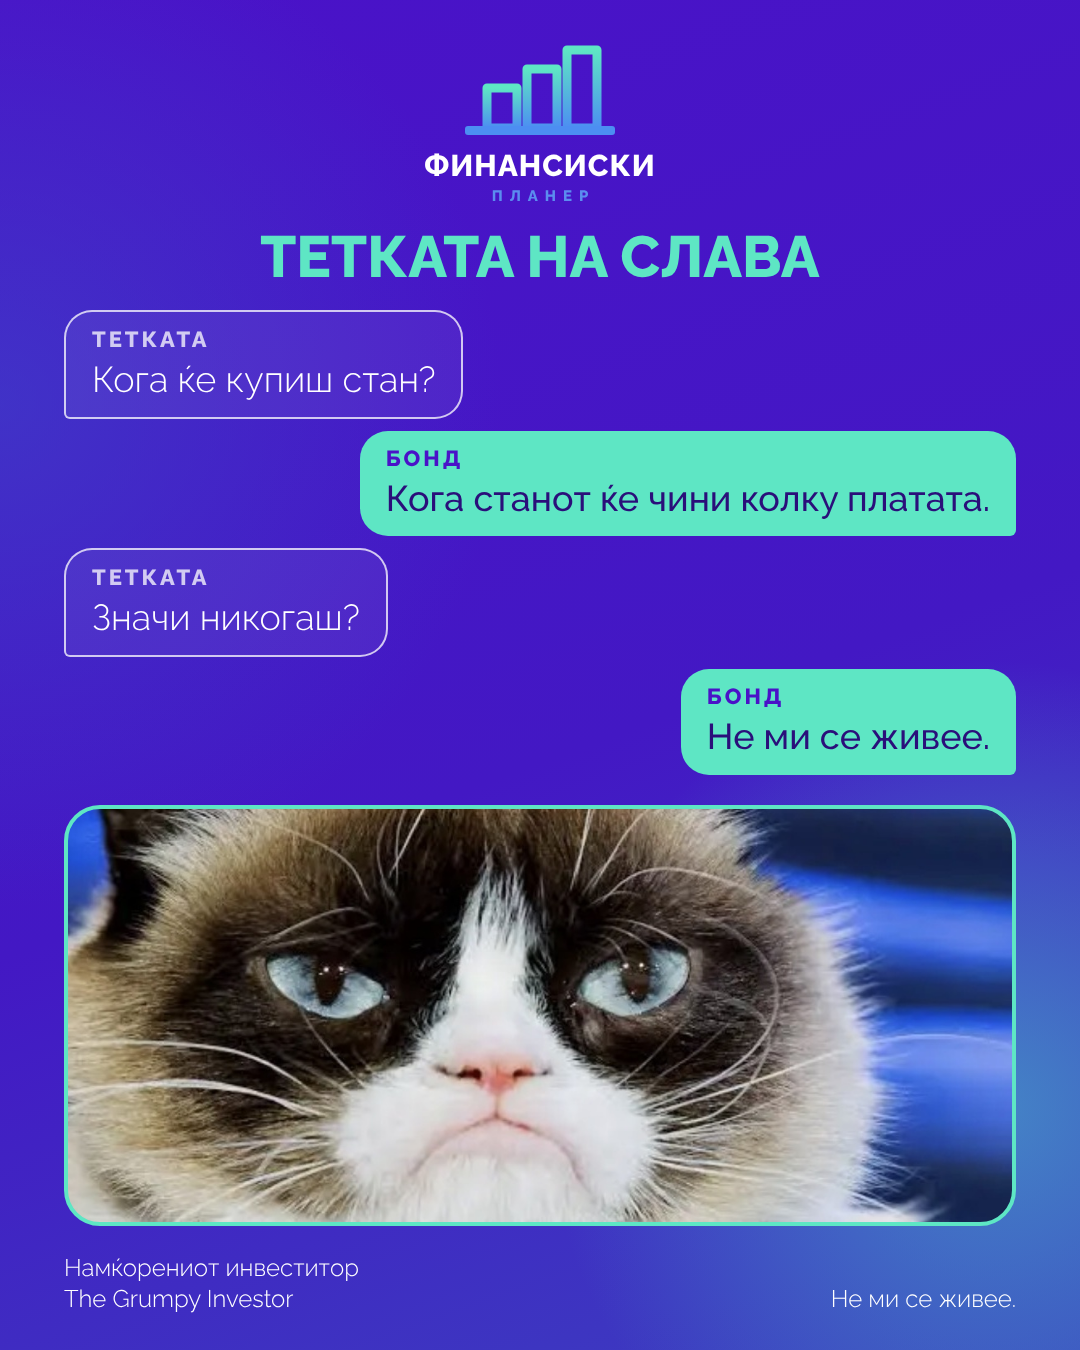 ФИНАНСИСКИ
ПЛАНЕР
ТЕТКАТА НА СЛАВА
ТЕТКАТА
Кога ќе купиш стан?
БОНД
Кога станот ќе чини колку платата.
ТЕТКАТА
Значи никогаш?
БОНД
Не ми се живее.
Намќорениот инвеститор
The Grumpy Investor
Не ми се живее.